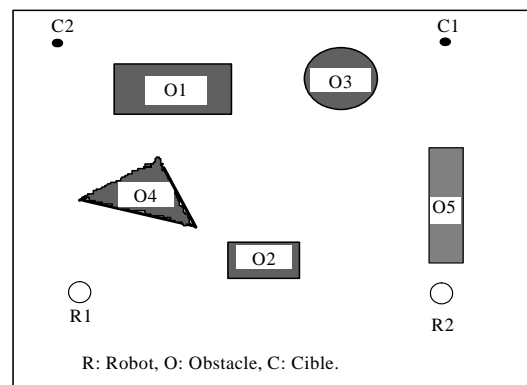 C2
C1
O1
O3
O4
O5
O2
R1
R2
R: Robot, O: Obstacle, C: Cible.